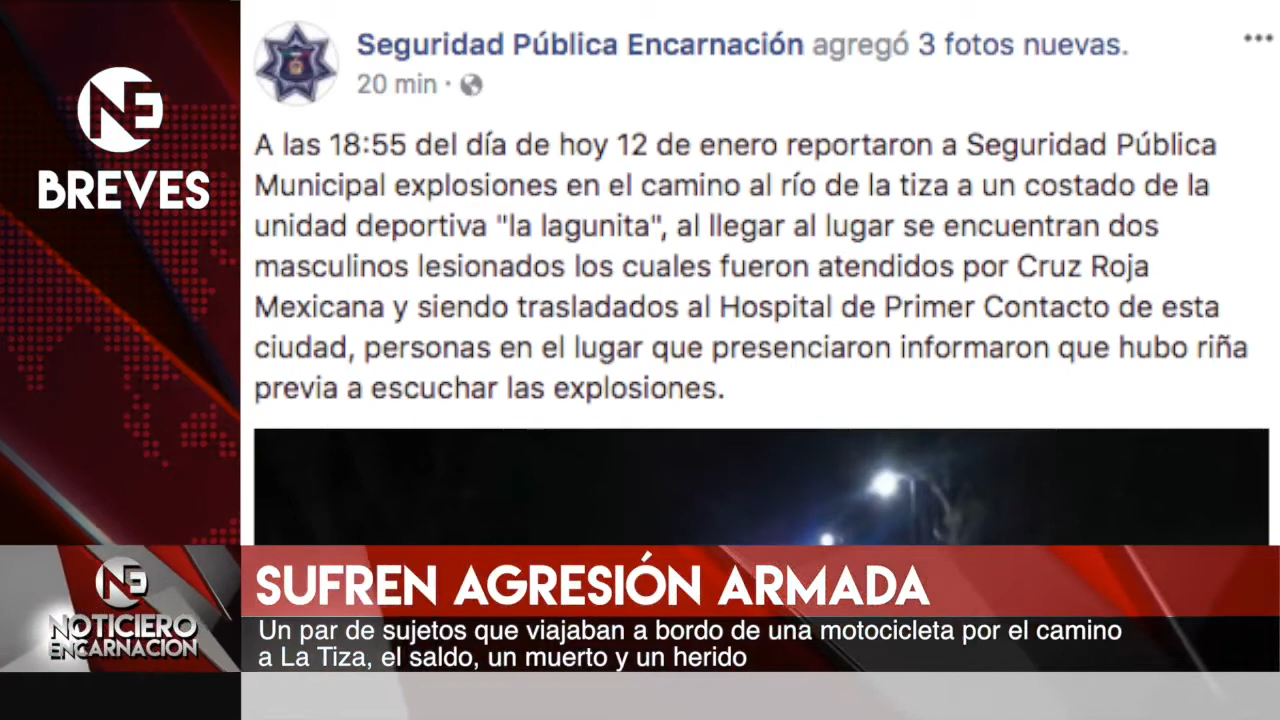 NE
BREVES
Seguridad Pública Encarnación agregó 3 fotos nuevas.
20 min ·
A las 18:55 del día de hoy 12 de enero reportaron a Seguridad Pública
Municipal explosiones en el camino al río de la tiza a un costado de la
unidad deportiva "la lagunita", al llegar al lugar se encuentran dos
masculinos lesionados los cuales fueron atendidos por Cruz Roja
Mexicana y siendo trasladados al Hospital de Primer Contacto de esta
ciudad, personas en el lugar que presenciaron informaron que hubo riña
previa a escuchar las explosiones.
NE
NOTICIERO
ENCARNACION
SUFREN AGRESIÓN ARMADA
Un par de sujetos que viajaban a bordo de una motocicleta por el camino
a La Tiza, el saldo, un muerto y un herido